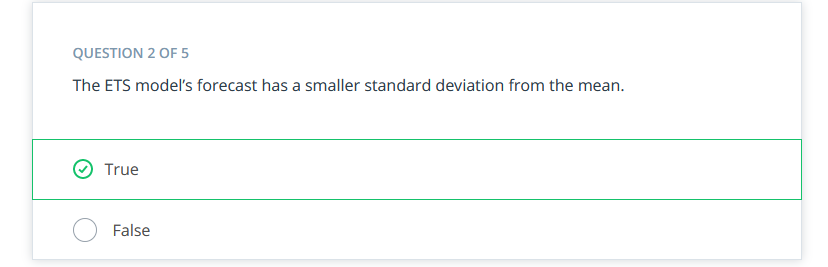 QUESTION 2 OF 5
The ETS model’s forecast has a smaller standard deviation from the mean.
True
False